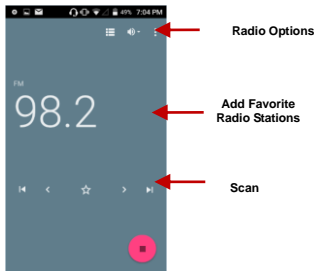 49% 7:04 PM
Radio Options
FM
98.2
Add Favorite
Radio Stations
Scan